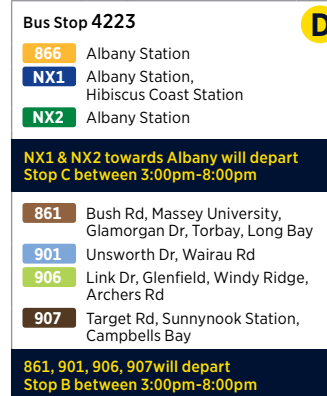 Bus Stop 4223
D
866 Albany Station
NX1 Albany Station,
Hibiscus Coast Station
NX2 Albany Station
NX1 & NX2 towards Albany will depart
Stop C between 3:00pm-8:00pm
861 Bush Rd, Massey University,
Glamorgan Dr, Torbay, Long Bay
901 Unsworth Dr, Wairau Rd
906 Link Dr, Glenfield, Windy Ridge,
Archers Rd
907 Target Rd, Sunnynook Station,
Campbells Bay
861, 901, 906, 907will depart
Stop B between 3:00pm-8:00pm